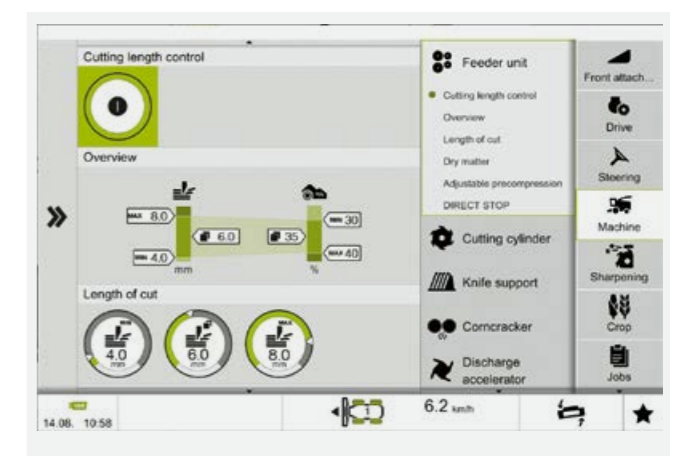 Cutting length control
Overview
MAX 8.0
6.0
MIN 4.0
mm
MIN 30
35
MAX 40
%
Length of cut
MIN
4.0
mm
6.0
mm
MAX
8.0
mm
Feeder unit
Cutting length control
Overview
Length of cut
Dry matter
Adjustable precompression
DIRECT STOP
Cutting cylinder
Knife support
Corncracker
Discharge
accelerator
Front attach...
Drive
Steering
Machine
Sharpening
Crop
Jobs
14.08. 10:58
1
6.2 km/h